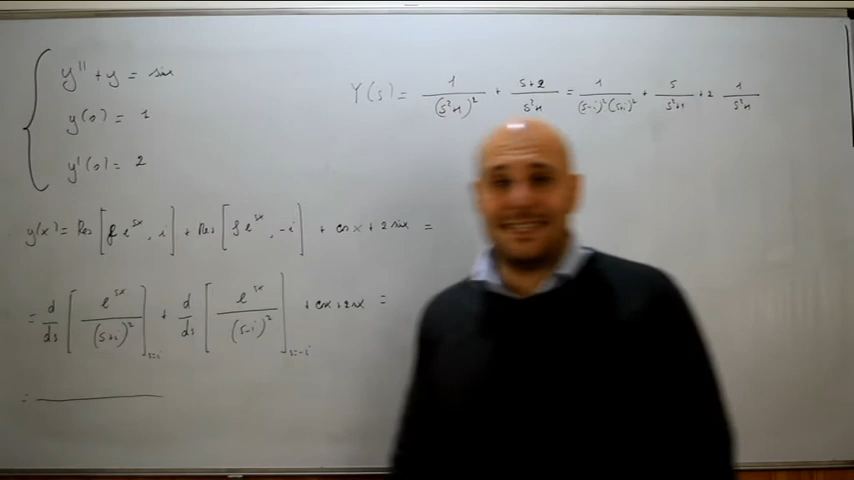 y'' + y = sin x
y(0) = 1
y'(0) = 2
Y(s) = 1/(s²+1)² + (s+2)/(s²+1) = 1/((s-i)²(s+i)²) + s/(s²+1) + 2 1/(s²+1)
y(x) = Res[f e^{sx}, i] + Res[f e^{sx}, -i] + cos x + 2 sin x =
= d/ds [e^{sx}/(s+i)²]_{s=i} + d/ds [e^{sx}/(s-i)²]_{s=-i} + cos x + 2 sin x =
=